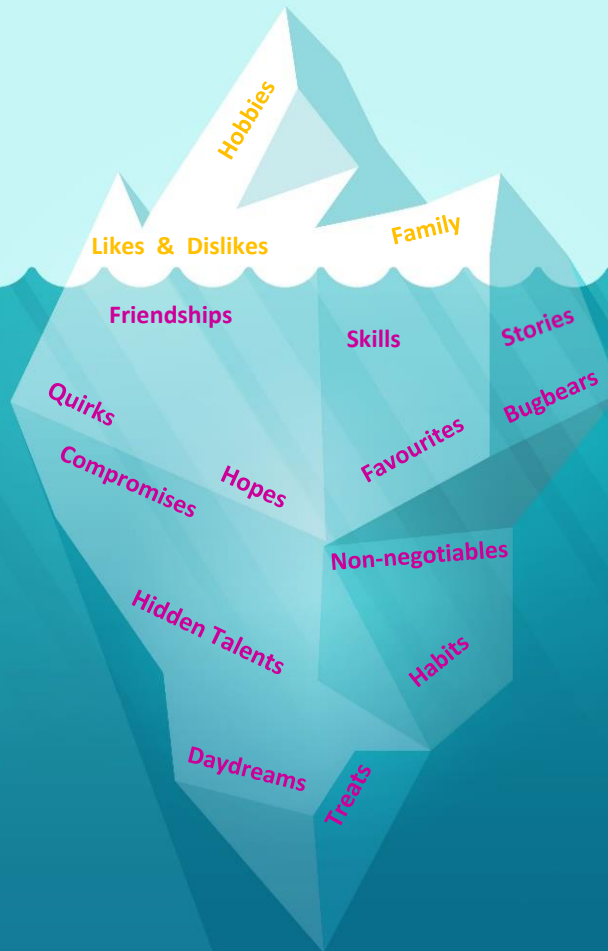 Hobbies
Family
Likes & Dislikes
Friendships
Skills
Stories
Quirks
Bugbears
Compromises
Hopes
Favourites
Non-negotiables
Hidden Talents
Habits
Daydreams
Treats